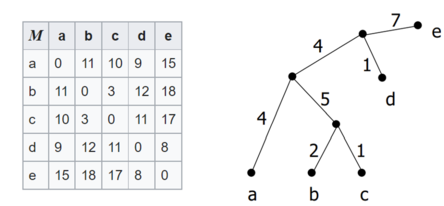 M a b c d e
a 0 11 10 9 15
b 11 0 3 12 18
c 10 3 0 11 17
d 9 12 11 0 8
e 15 18 17 8 0
7
e
4
1
d
5
4
2 1
a b c